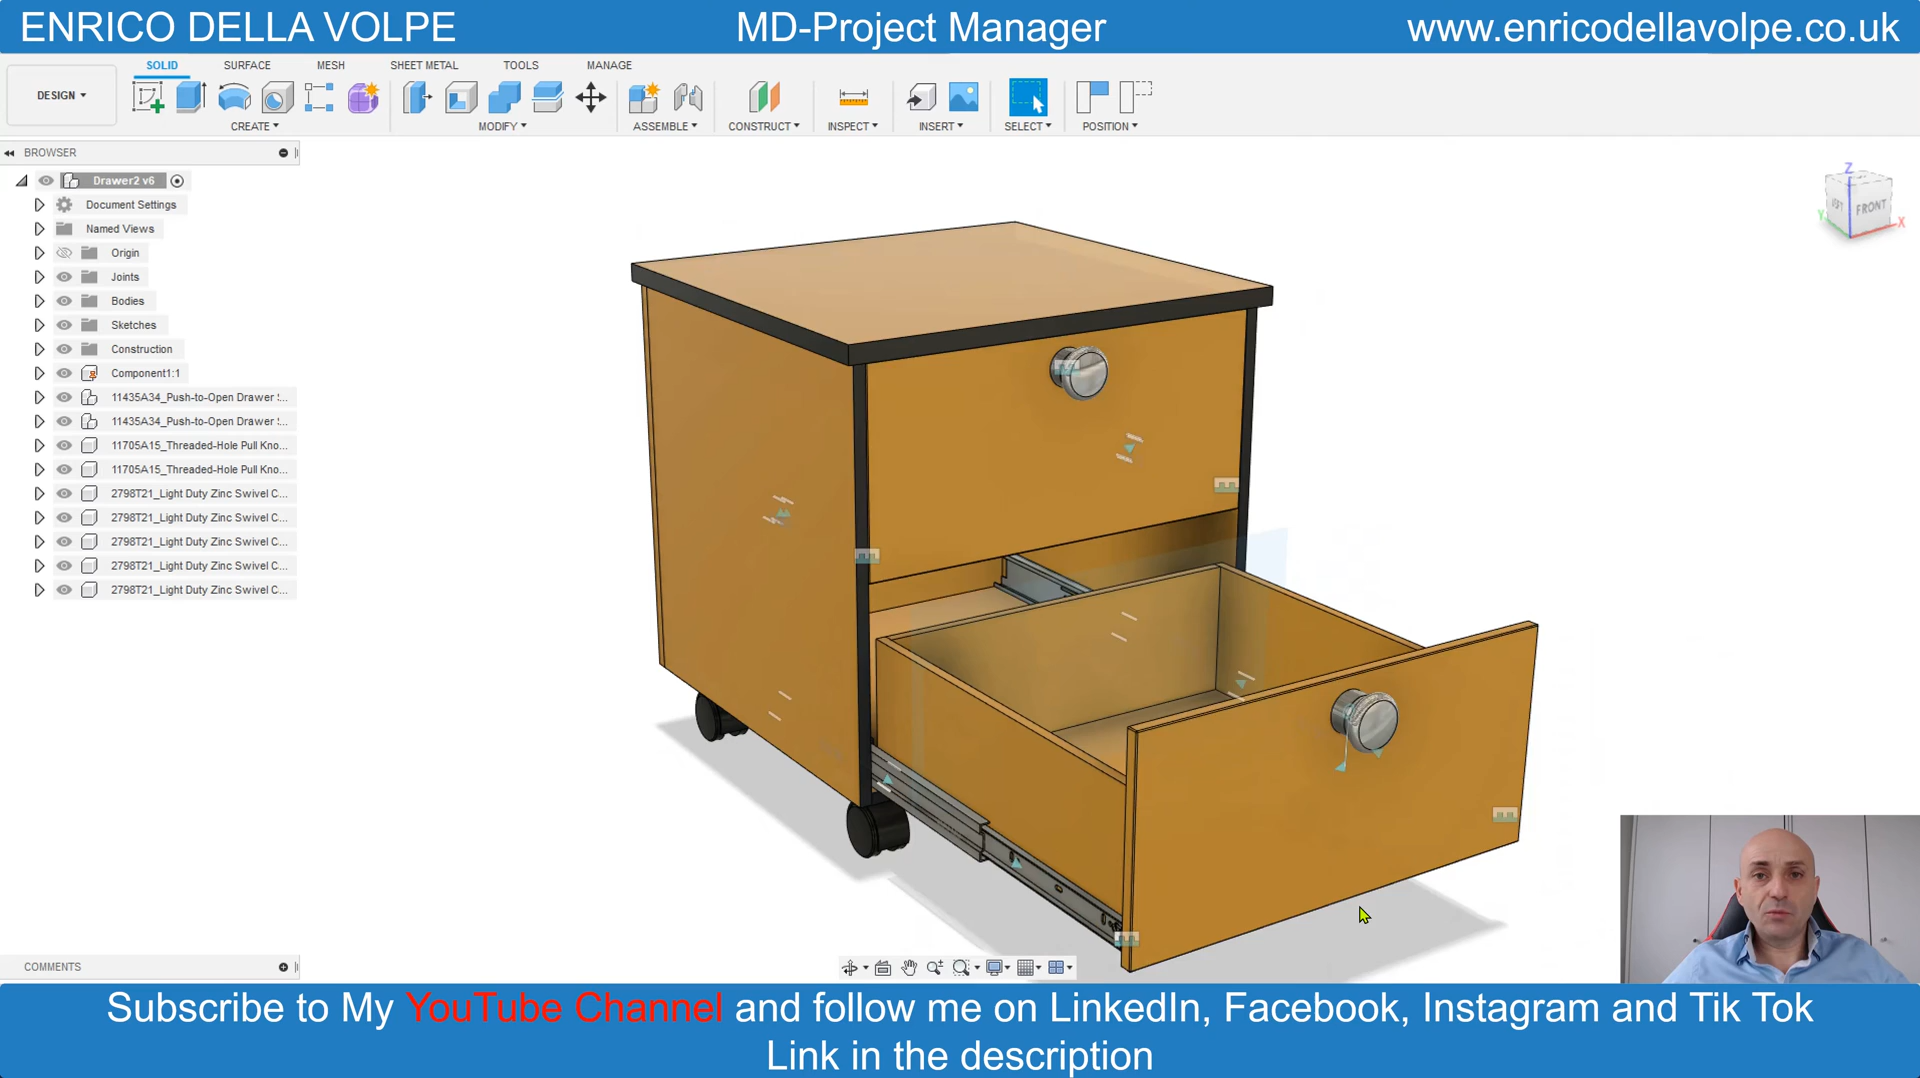 ENRICO DELLA VOLPE
MD-Project Manager
www.enricodellavolpe.co.uk
SOLID
SURFACE
MESH
SHEET METAL
TOOLS
MANAGE
DESIGN
CREATE
MODIFY
ASSEMBLE
CONSTRUCT
INSPECT
INSERT
SELECT
POSITION
BROWSER
Drawer2 v6
Document Settings
Named Views
Origin
Joints
Bodies
Sketches
Construction
Component1:1
11435A34_Push-to-Open Drawer :...
11435A34_Push-to-Open Drawer :...
11705A15_Threaded-Hole Pull Kno...
11705A15_Threaded-Hole Pull Kno...
2798T21_Light Duty Zinc Swivel C...
2798T21_Light Duty Zinc Swivel C...
2798T21_Light Duty Zinc Swivel C...
2798T21_Light Duty Zinc Swivel C...
2798T21_Light Duty Zinc Swivel C...
Z
FRONT
X
COMMENTS
Subscribe to My YouTube Channel and follow me on LinkedIn, Facebook, Instagram and Tik Tok
Link in the description